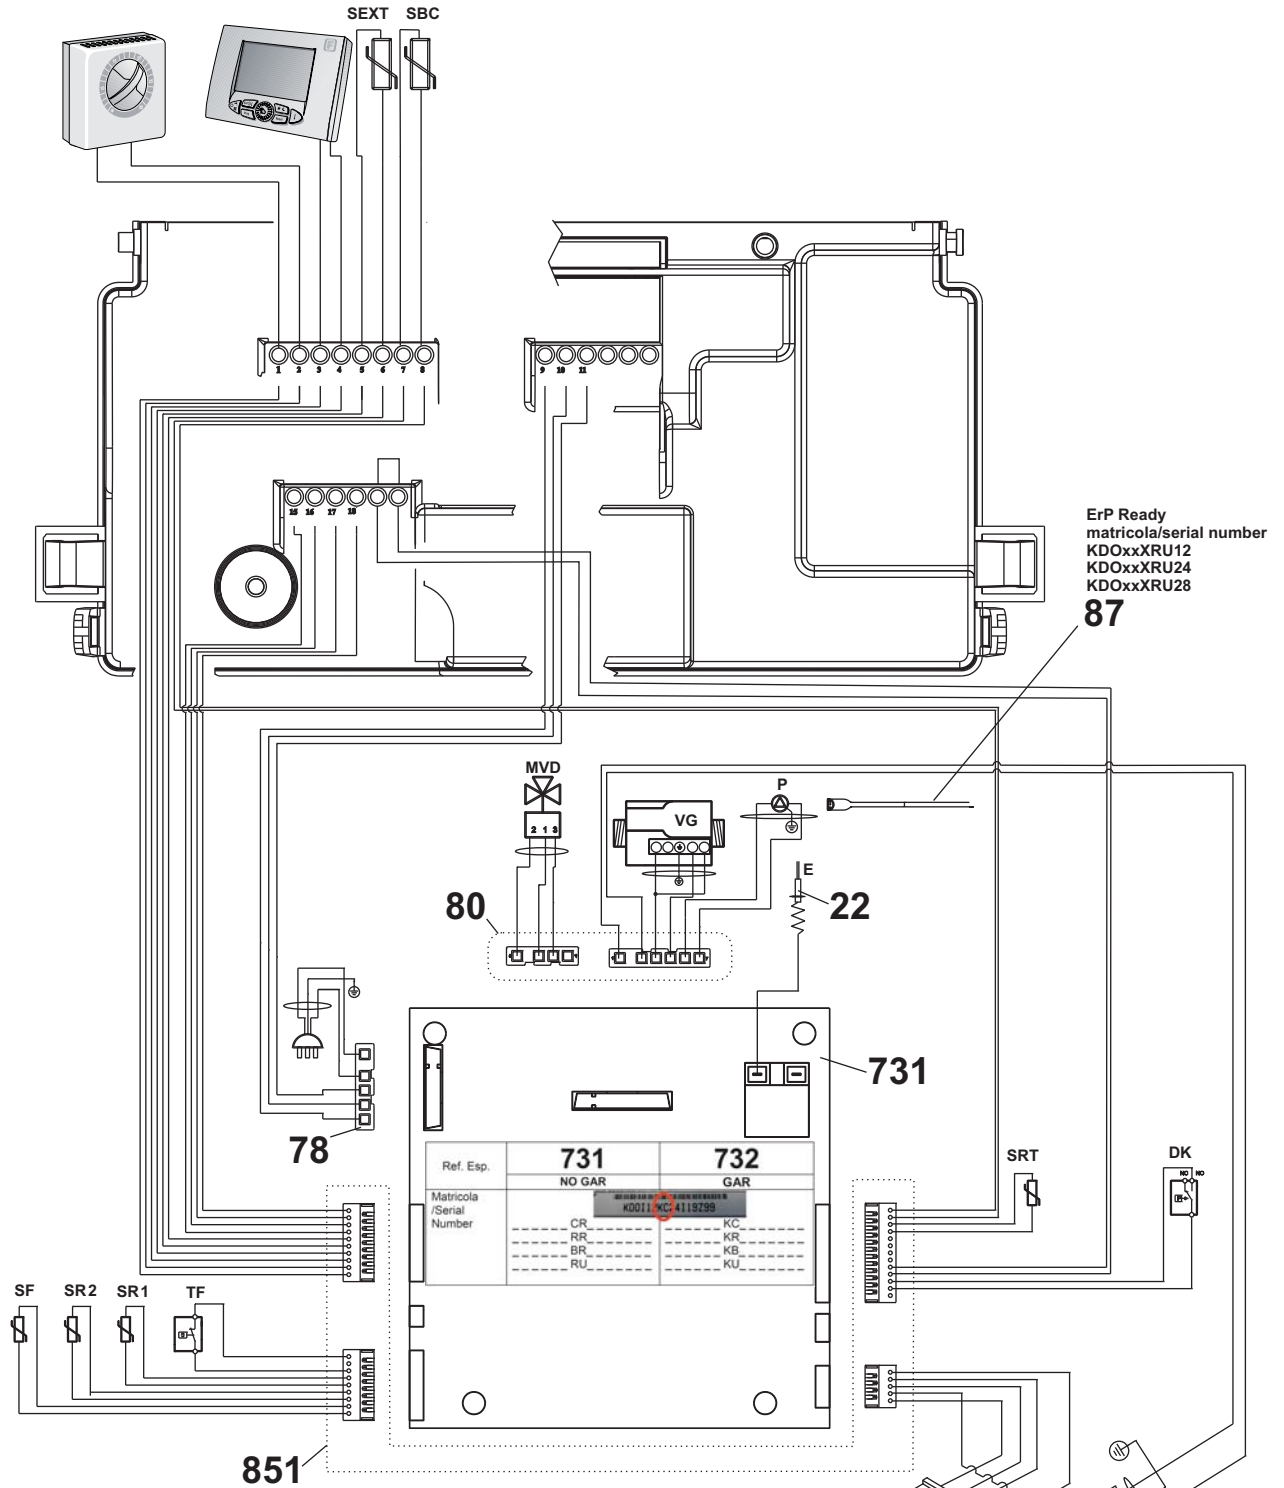 SEXT SBC
1 2 3 4 5 6 7 8
9 10 11
15 16 17 18
ErP Ready
matricola/serial number
KDOxxXRU12
KDOxxXRU24
KDOxxXRU28
87
MVD
2 1 3
VG
P
E
80
22
731
78
Ref. Esp.
731
732
NO GAR
GAR
Matricola
/Serial
Number
CR
KC
RR
KR
BR
KB
RU
KU
SRT
DK
NC NO
SF SR2 SR1 TF
851